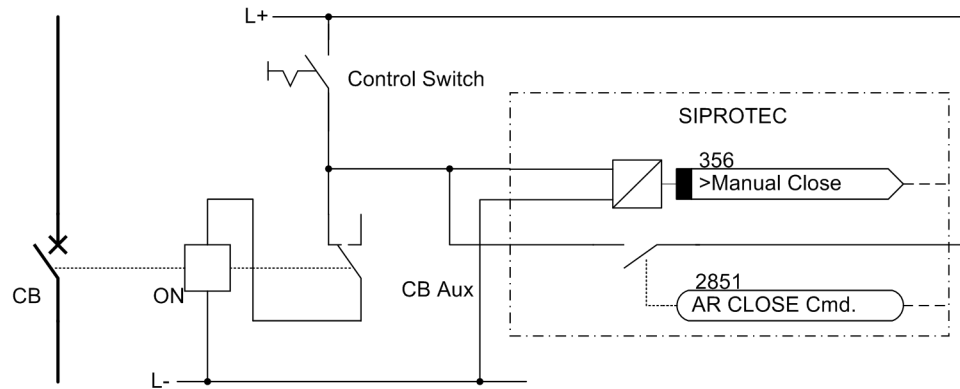 L+
Control Switch
SIPROTEC
356
>Manual Close
CB
ON
CB Aux
2851
AR CLOSE Cmd.
L-